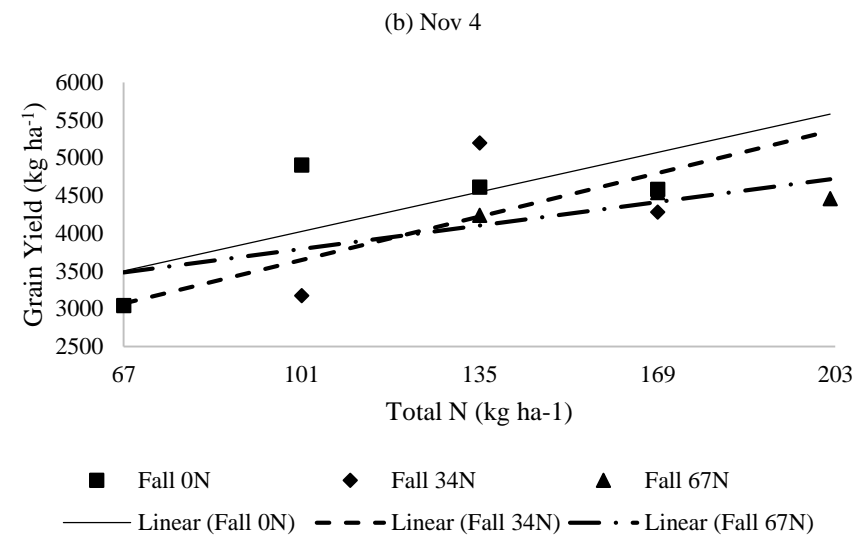 (b) Nov 4
Grain Yield (kg ha-1)
6000
5500
5000
4500
4000
3500
3000
2500
67 101 135 169 203
Total N (kg ha-1)
Fall 0N Fall 34N Fall 67N
Linear (Fall 0N) Linear (Fall 34N) Linear (Fall 67N)